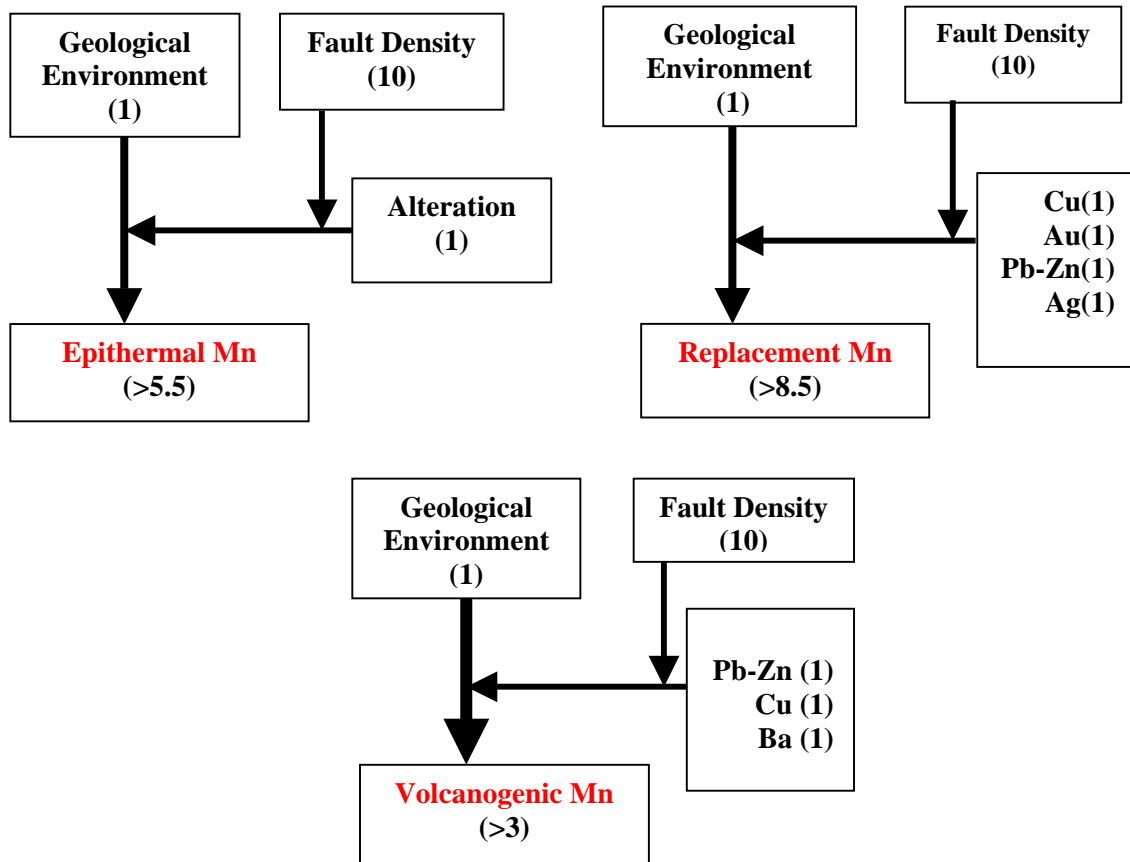 Geological
Environment
(1)
Fault Density
(10)
Alteration
(1)
Epithermal Mn
(>5.5)
Geological
Environment
(1)
Fault Density
(10)
Cu(1)
Au(1)
Pb-Zn(1)
Ag(1)
Replacement Mn
(>8.5)
Geological
Environment
(1)
Fault Density
(10)
Pb-Zn (1)
Cu (1)
Ba (1)
Volcanogenic Mn
(>3)